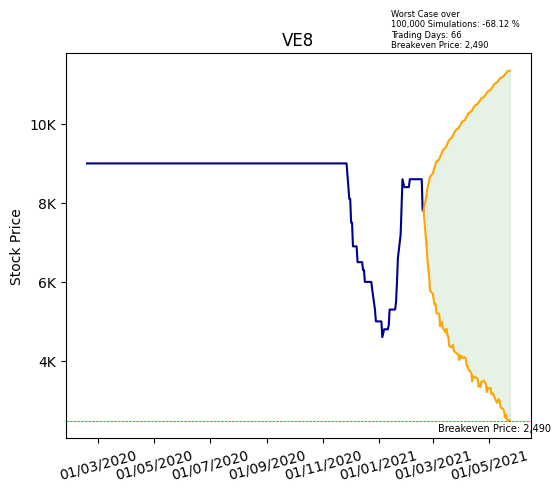 Worst Case over
100,000 Simulations: -68.12 %
Trading Days: 66
Breakeven Price: 2,490
VE8
Stock Price
10K
8K
6K
4K
Breakeven Price: 2,490
01/03/2020
01/05/2020
01/07/2020
01/09/2020
01/11/2020
01/01/2021
01/03/2021
01/05/2021